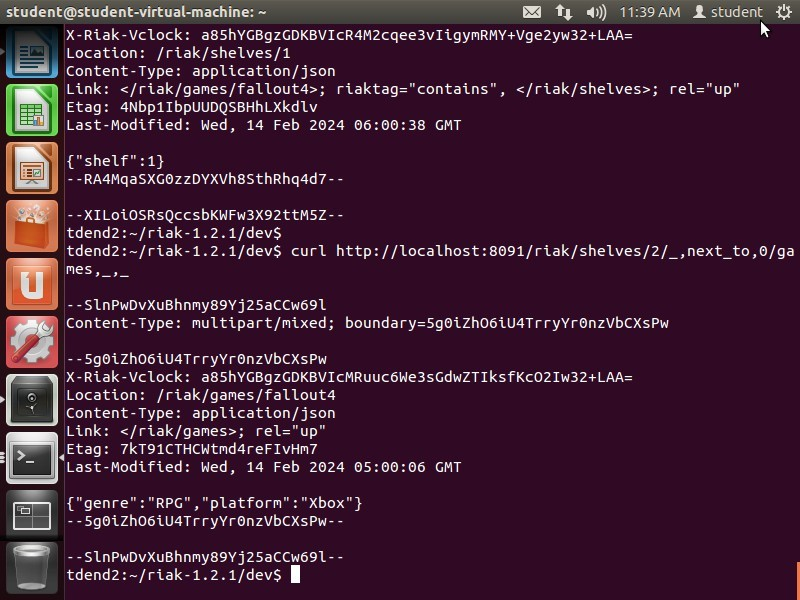 student@student-virtual-machine: ~
11:39 AM
student
X-Riak-Vclock: a85hYGBgzGDKBVIcR4M2cqee3vIigymRMY+Vge2yw32+LAA=
Location: /riak/shelves/1
Content-Type: application/json
Link: </riak/games/fallout4>; riaktag="contains", </riak/shelves>; rel="up"
Etag: 4Nbp1IbpUUDQSBHhLXkdlv
Last-Modified: Wed, 14 Feb 2024 06:00:38 GMT
{"shelf":1}
--RA4MqaSXG0zzDYXVh8SthRhq4d7--
--XILoiOSRsQccsbKWFw3X92ttM5Z--
tdend2:~/riak-1.2.1/dev$
tdend2:~/riak-1.2.1/dev$ curl http://localhost:8091/riak/shelves/2/_,next_to,0/ga
mes,_,_
--SlnPwDvXuBhnmy89Yj25aCCw69l
Content-Type: multipart/mixed; boundary=5g0iZhO6iU4TrryYr0nzVbCXsPw
--5g0iZhO6iU4TrryYr0nzVbCXsPw
X-Riak-Vclock: a85hYGBgzGDKBVIcMRuuc6We3sGdwZTIksfKcO2Iw32+LAA=
Location: /riak/games/fallout4
Content-Type: application/json
Link: </riak/games>; rel="up"
Etag: 7kT91CTHCWtmd4reFIvHm7
Last-Modified: Wed, 14 Feb 2024 05:00:06 GMT
{"genre":"RPG","platform":"Xbox"}
--5g0iZhO6iU4TrryYr0nzVbCXsPw--
--SlnPwDvXuBhnmy89Yj25aCCw69l--
tdend2:~/riak-1.2.1/dev$